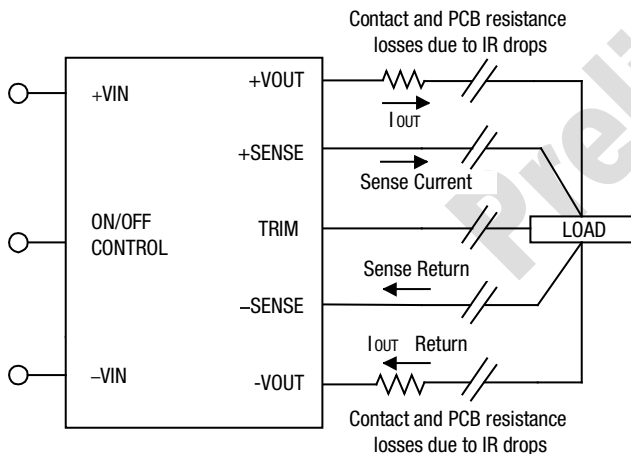 Contact and PCB resistance
losses due to IR drops
+VOUT
+VIN
IOUT
+SENSE
Sense Current
ON/OFF
CONTROL
TRIM
LOAD
Sense Return
−SENSE
IOUT Return
−VIN
-VOUT
Contact and PCB resistance
losses due to IR drops
Preli